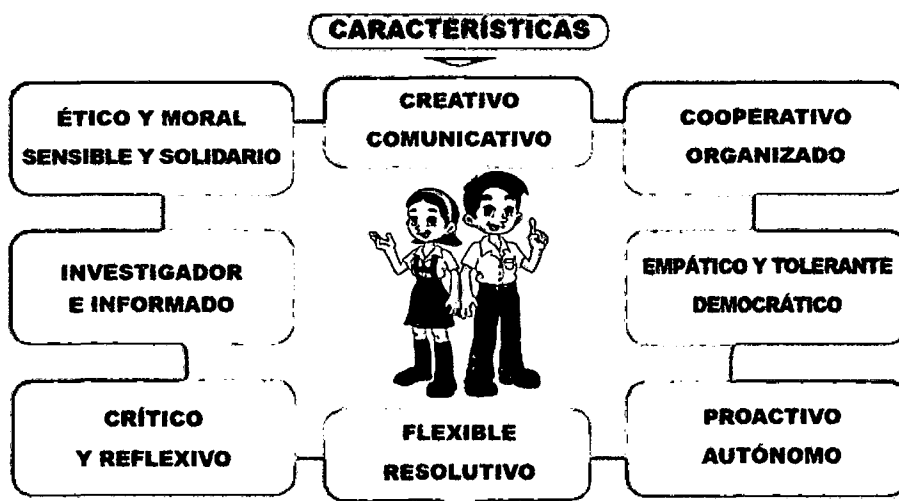 CARACTERÍSTICAS
ÉTICO Y MORAL
SENSIBLE Y SOLIDARIO
CREATIVO
COMUNICATIVO
COOPERATIVO
ORGANIZADO
INVESTIGADOR
E INFORMADO
EMPÁTICO Y TOLERANTE
DEMOCRÁTICO
CRÍTICO
Y REFLEXIVO
FLEXIBLE
RESOLUTIVO
PROACTIVO
AUTÓNOMO